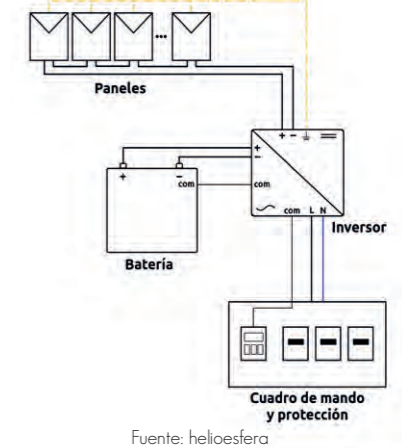 ...
Paneles
+ -
+
-
+ -
com
com
com L N
Inversor
Batería
Cuadro de mando
y protección
Fuente: helioesfera